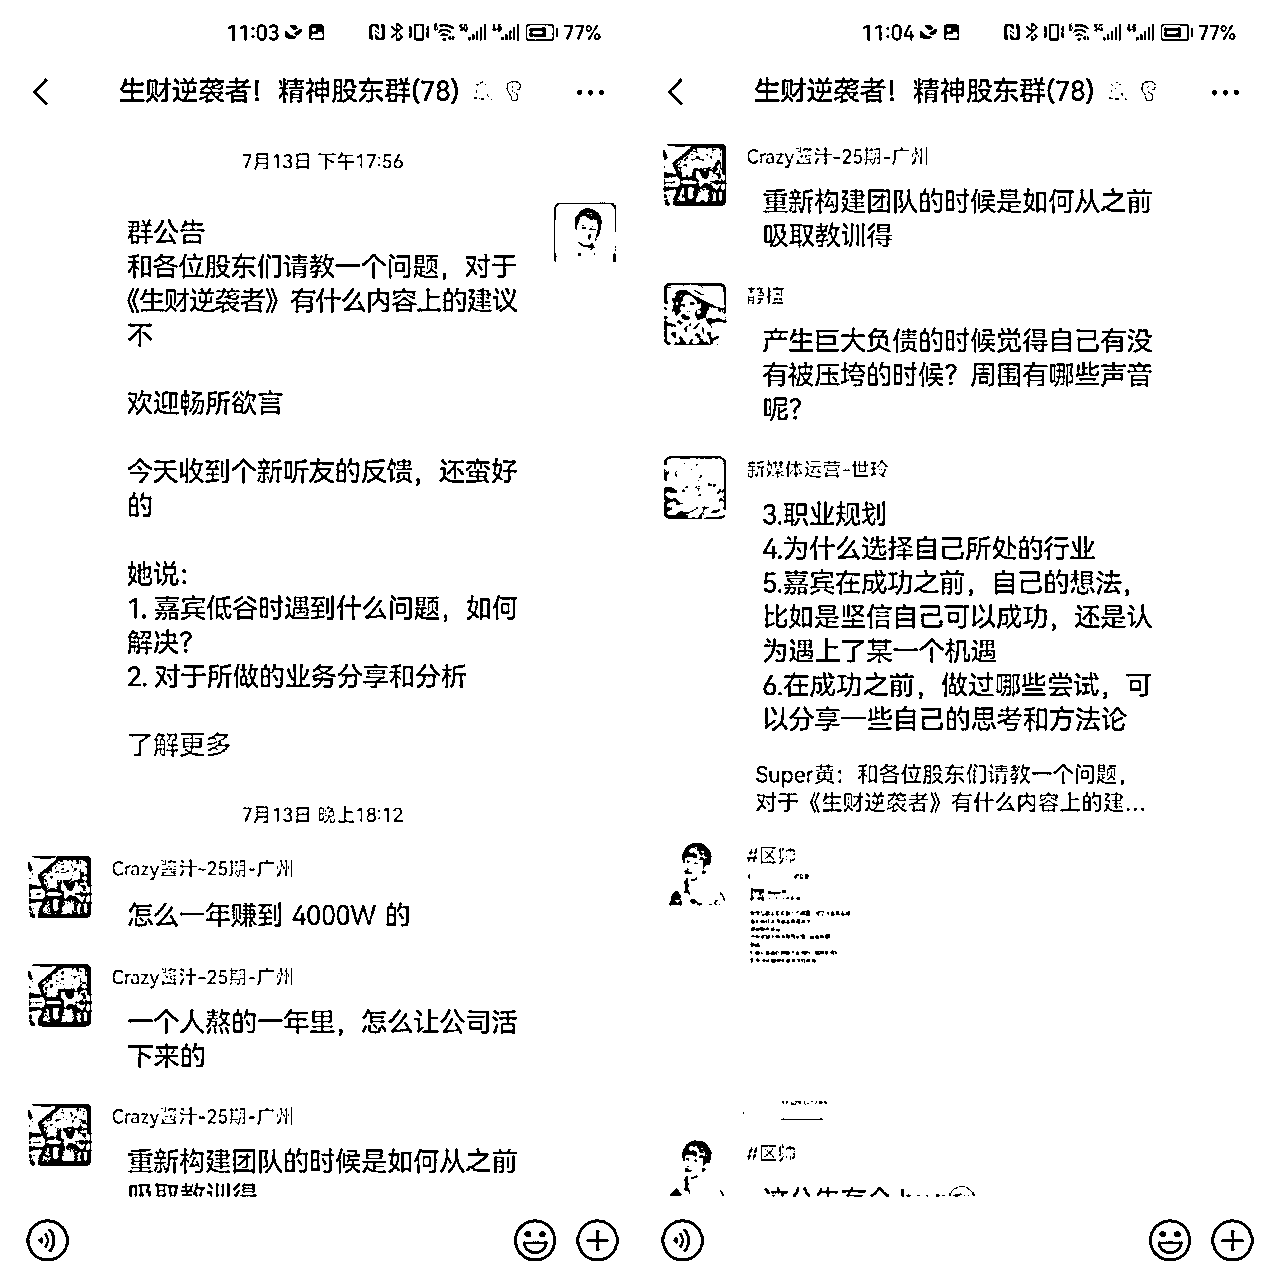 11:03
77%
生财逆袭者！精神股东群(78)
7月13日 下午17:56
群公告
和各位股东们请教一个问题，对于
《生财逆袭者》有什么内容上的建议
不
欢迎畅所欲言
今天收到个新听友的反馈，还蛮好
的
她说：
1. 嘉宾低谷时遇到什么问题，如何
解决？
2. 对于所做的业务分享和分析
了解更多
7月13日 晚上18:12
Crazy酱汁-25期-广州
怎么一年赚到 4000W 的
Crazy酱汁-25期-广州
一个人熬的一年里，怎么让公司活
下来的
Crazy酱汁-25期-广州
重新构建团队的时候是如何从之前
吸取教训得
11:04
77%
生财逆袭者！精神股东群(78)
Crazy酱汁-25期-广州
重新构建团队的时候是如何从之前
吸取教训得
产生巨大负债的时候觉得自己有没
有被压垮的时候？周围有哪些声音
呢？
新媒体运营-世玲
3.职业规划
4.为什么选择自己所处的行业
5.嘉宾在成功之前，自己的想法，
比如是坚信自己可以成功，还是认
为遇上了某一个机遇
6.在成功之前，做过哪些尝试，可
以分享一些自己的思考和方法论
Super黄：和各位股东们请教一个问题，
对于《生财逆袭者》有什么内容上的建...
#区帅
#区帅